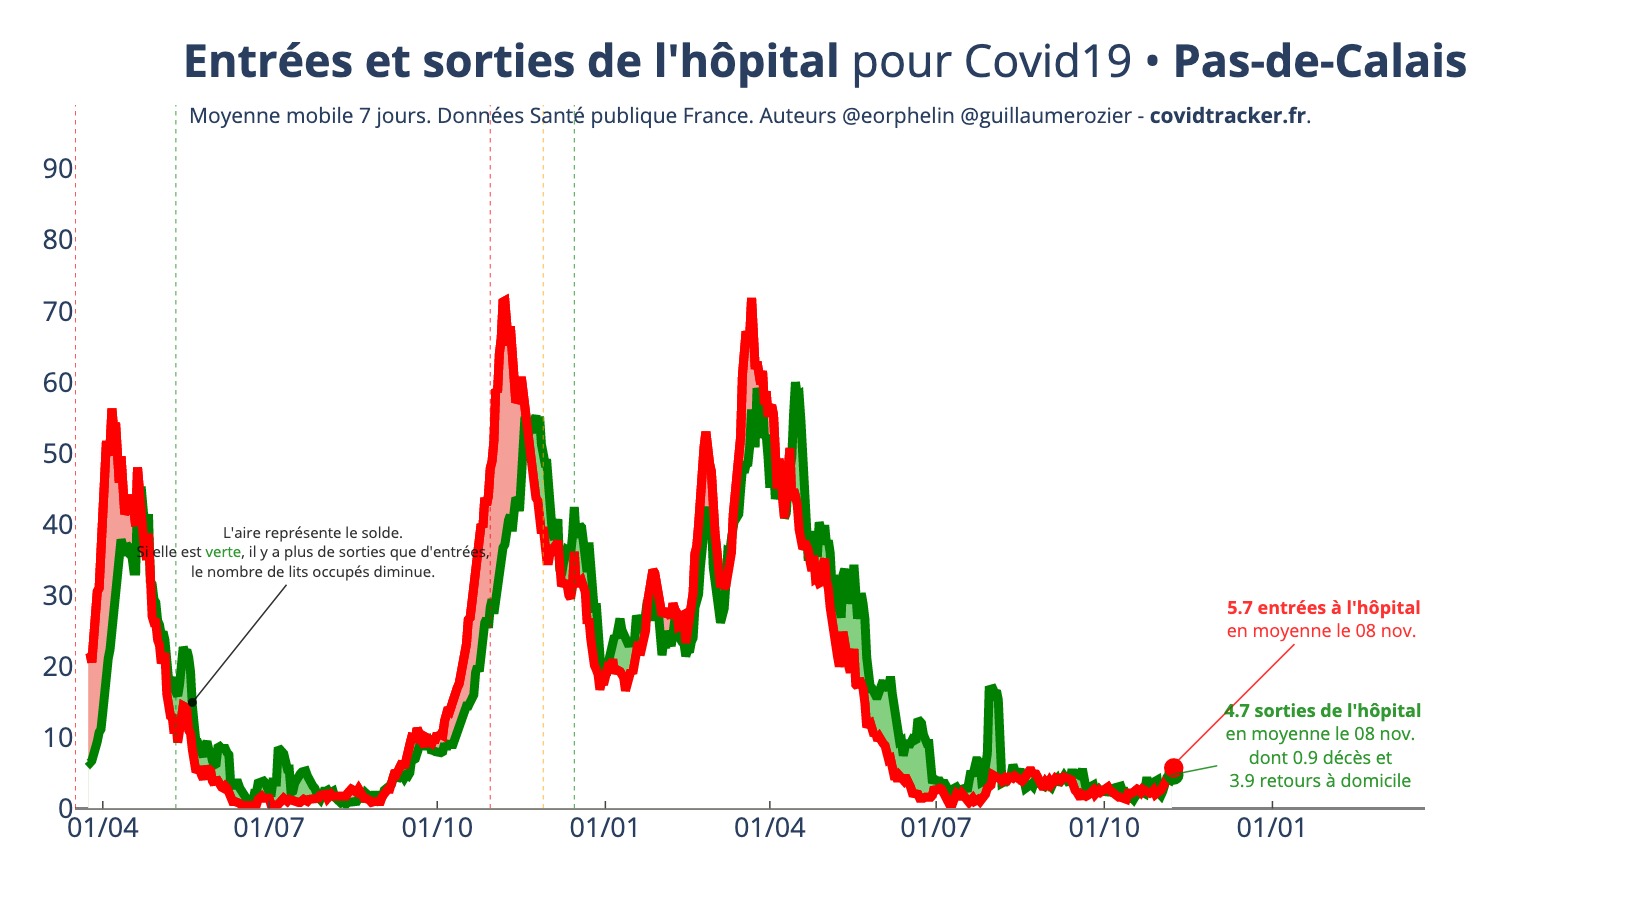 Entrées et sorties de l'hôpital pour Covid19 • Pas-de-Calais
Moyenne mobile 7 jours. Données Santé publique France. Auteurs @eorphelin @guillaumerozier - covidtracker.fr.
90
80
70
60
50
40
30
20
10
0
L'aire représente le solde.
Si elle est verte, il y a plus de sorties que d'entrées,
le nombre de lits occupés diminue.
5.7 entrées à l'hôpital
en moyenne le 08 nov.
4.7 sorties de l'hôpital
en moyenne le 08 nov.
dont 0.9 décès et
3.9 retours à domicile
01/04
01/07
01/10
01/01
01/04
01/07
01/10
01/01